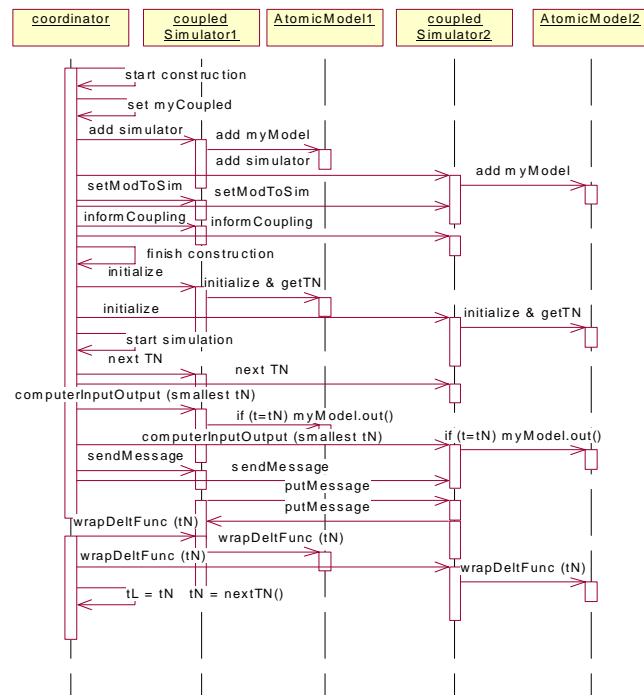 coordinator
coupled
Simulator1
AtomicModel1
coupled
Simulator2
AtomicModel2
start construction
set myCoupled
add simulator
add myModel
add simulator
add myModel
setModToSim
setModToSim
informCoupling
informCoupling
finish construction
initialize
initialize & getTN
initialize
initialize & getTN
start simulation
next TN
next TN
computerInputOutput (smallest tN)
if (t=tN) myModel.out()
computerInputOutput (smallest tN)
if (t=tN) myModel.out()
sendMessage
sendMessage
putMessage
putMessage
wrapDeltFunc (tN)
wrapDeltFunc (tN)
wrapDeltFunc (tN)
wrapDeltFunc (tN)
tL = tN tN = nextTN()